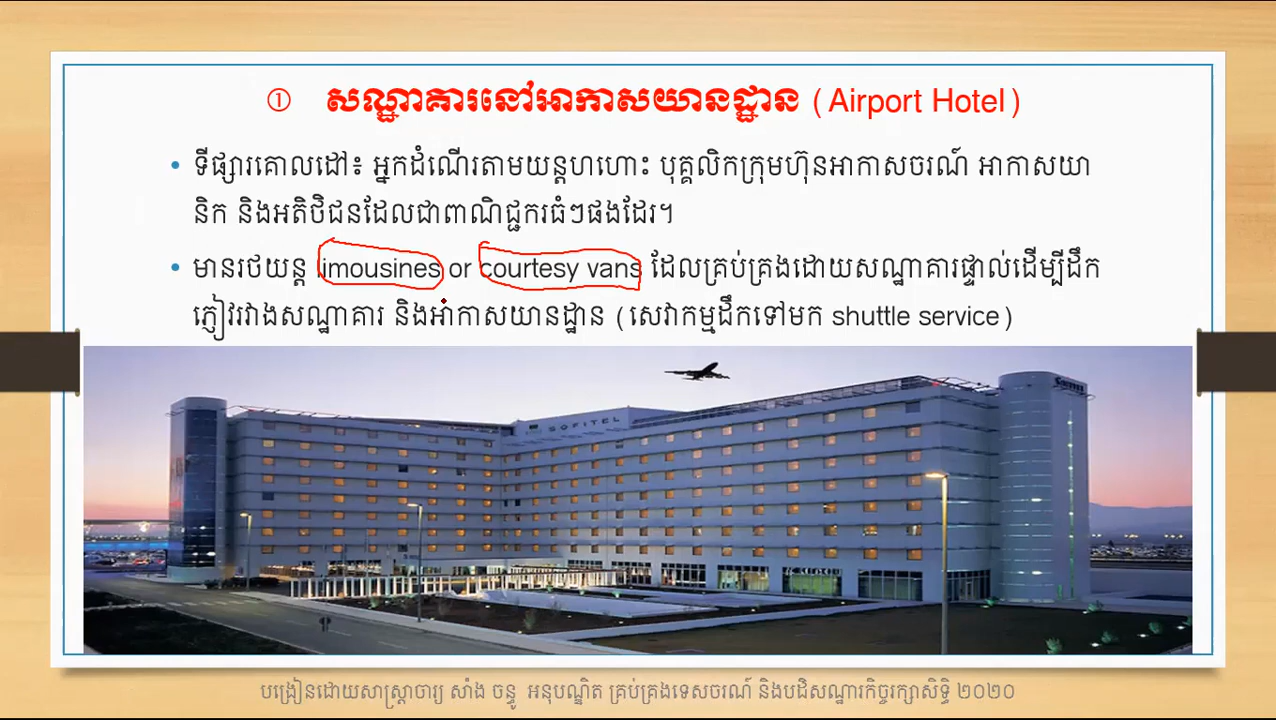 ① សណ្ឋាគារនៅអាកាសយានដ្ឋាន (Airport Hotel)
• ទីផ្សារគោលដៅ៖ អ្នកដំណើរតាមយន្តហហោះ បុគ្គលិកក្រុមហ៊ុនអាកាសចរណ៍ អាកាសយា
និក និងអតិថិជនដែលជាពាណិជ្ជករធំៗផងដែរ។
• មានរថយន្ត limousines or courtesy vans ដែលគ្រប់គ្រងដោយសណ្ឋាគារផ្ទាល់ដើម្បីដឹក
ភ្ញៀវរវាងសណ្ឋាគារ និងអាកាសយានដ្ឋាន (សេវាកម្មដឹកទៅមក shuttle service)
SOFITEL
បង្រៀនដោយសាស្ត្រាចារ្យ សាំង ចន្ធូ អនុបណ្ឌិត គ្រប់គ្រងទេសចរណ៍ និងបដិសណ្ឋារកិច្ចរក្សាសិទ្ធិ ២០២០